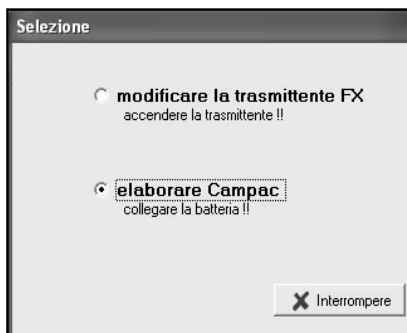 Selezione
modificare la trasmittente FX
accendere la trasmittente !!
elaborare Campac
collegare la batteria !!
Interrompere